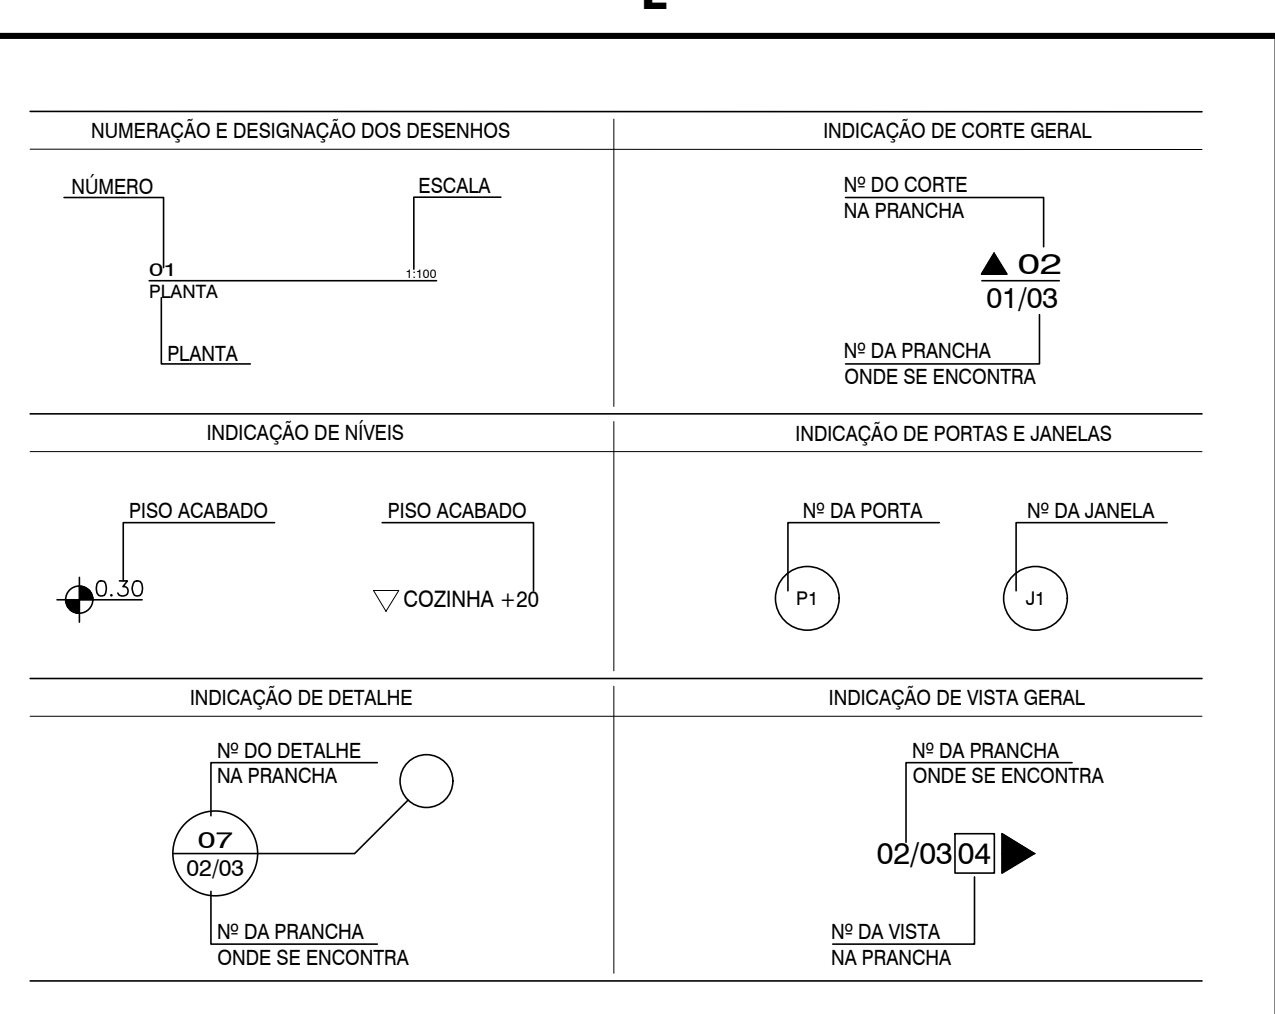 NUMERAÇÃO E DESIGNAÇÃO DOS DESENHOS
NÚMERO
ESCALA
01
1:100
PLANTA
PLANTA
INDICAÇÃO DE CORTE GERAL
Nº DO CORTE
NA PRANCHA
02
01/03
Nº DA PRANCHA
ONDE SE ENCONTRA
INDICAÇÃO DE NÍVEIS
PISO ACABADO
PISO ACABADO
0.30
COZINHA +20
INDICAÇÃO DE PORTAS E JANELAS
Nº DA PORTA
Nº DA JANELA
P1
J1
INDICAÇÃO DE DETALHE
Nº DO DETALHE
NA PRANCHA
07
02/03
Nº DA PRANCHA
ONDE SE ENCONTRA
INDICAÇÃO DE VISTA GERAL
Nº DA PRANCHA
ONDE SE ENCONTRA
02/03 04
Nº DA VISTA
NA PRANCHA